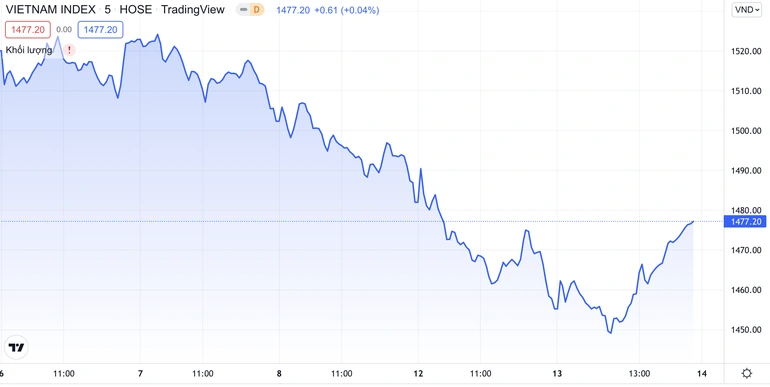 VIETNAM INDEX · 5 · HOSE · TradingView D 1477.20 +0.61 (+0.04%) VND
1477.20 0.00 1477.20
Khối lượng !
1520.00
1510.00
1500.00
1490.00
1480.00
1477.20
1470.00
1460.00
1450.00
6 11:00 7 11:00 8 11:00 12 11:00 13 13:00 14